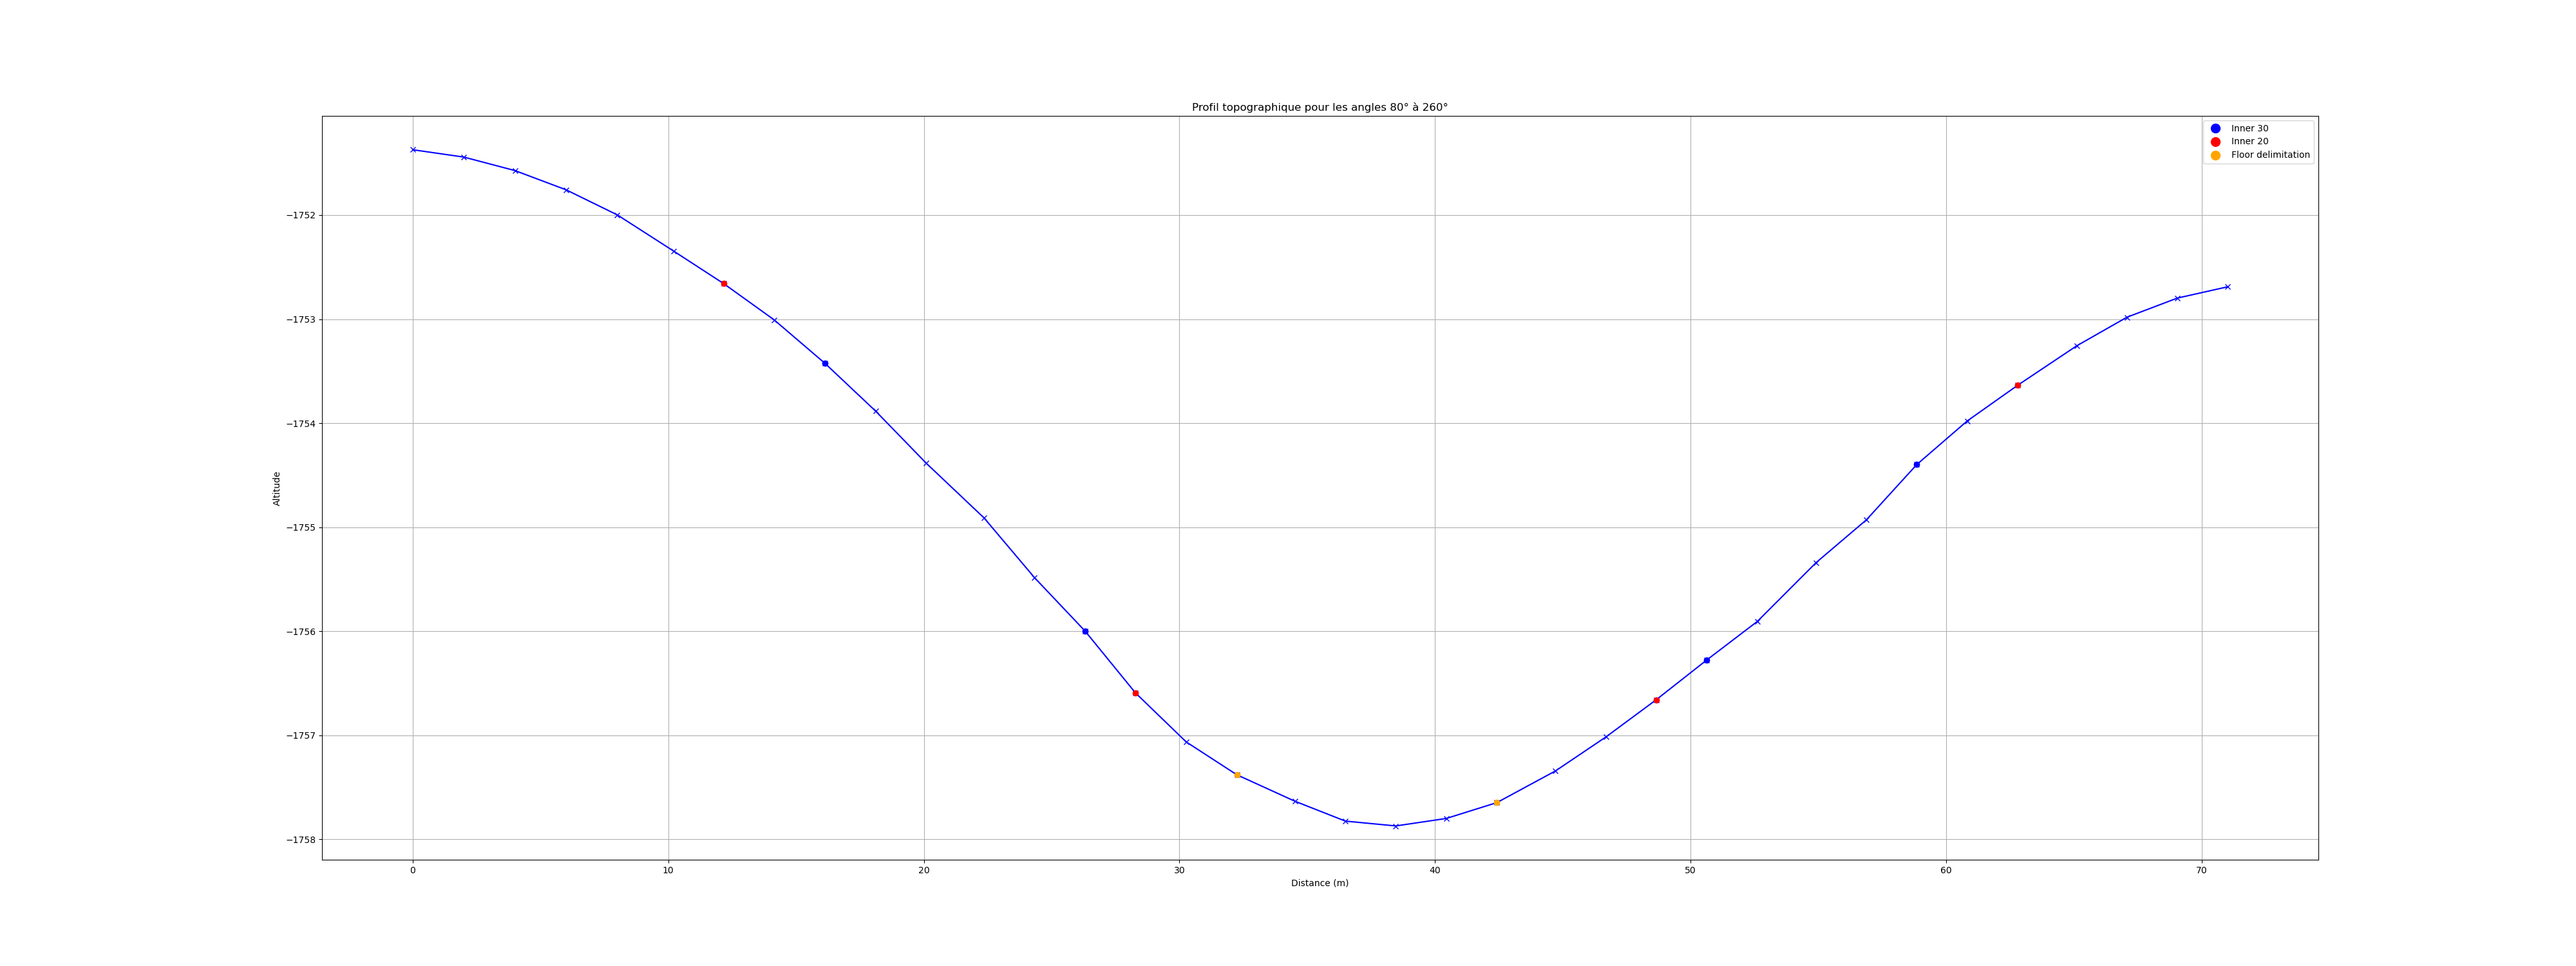 Profil topographique pour les angles 80° à 260°
Inner 30
Inner 20
Floor delimitation
Altitude
−1752
−1753
−1754
−1755
−1756
−1757
−1758
0 10 20 30 40 50 60 70
Distance (m)